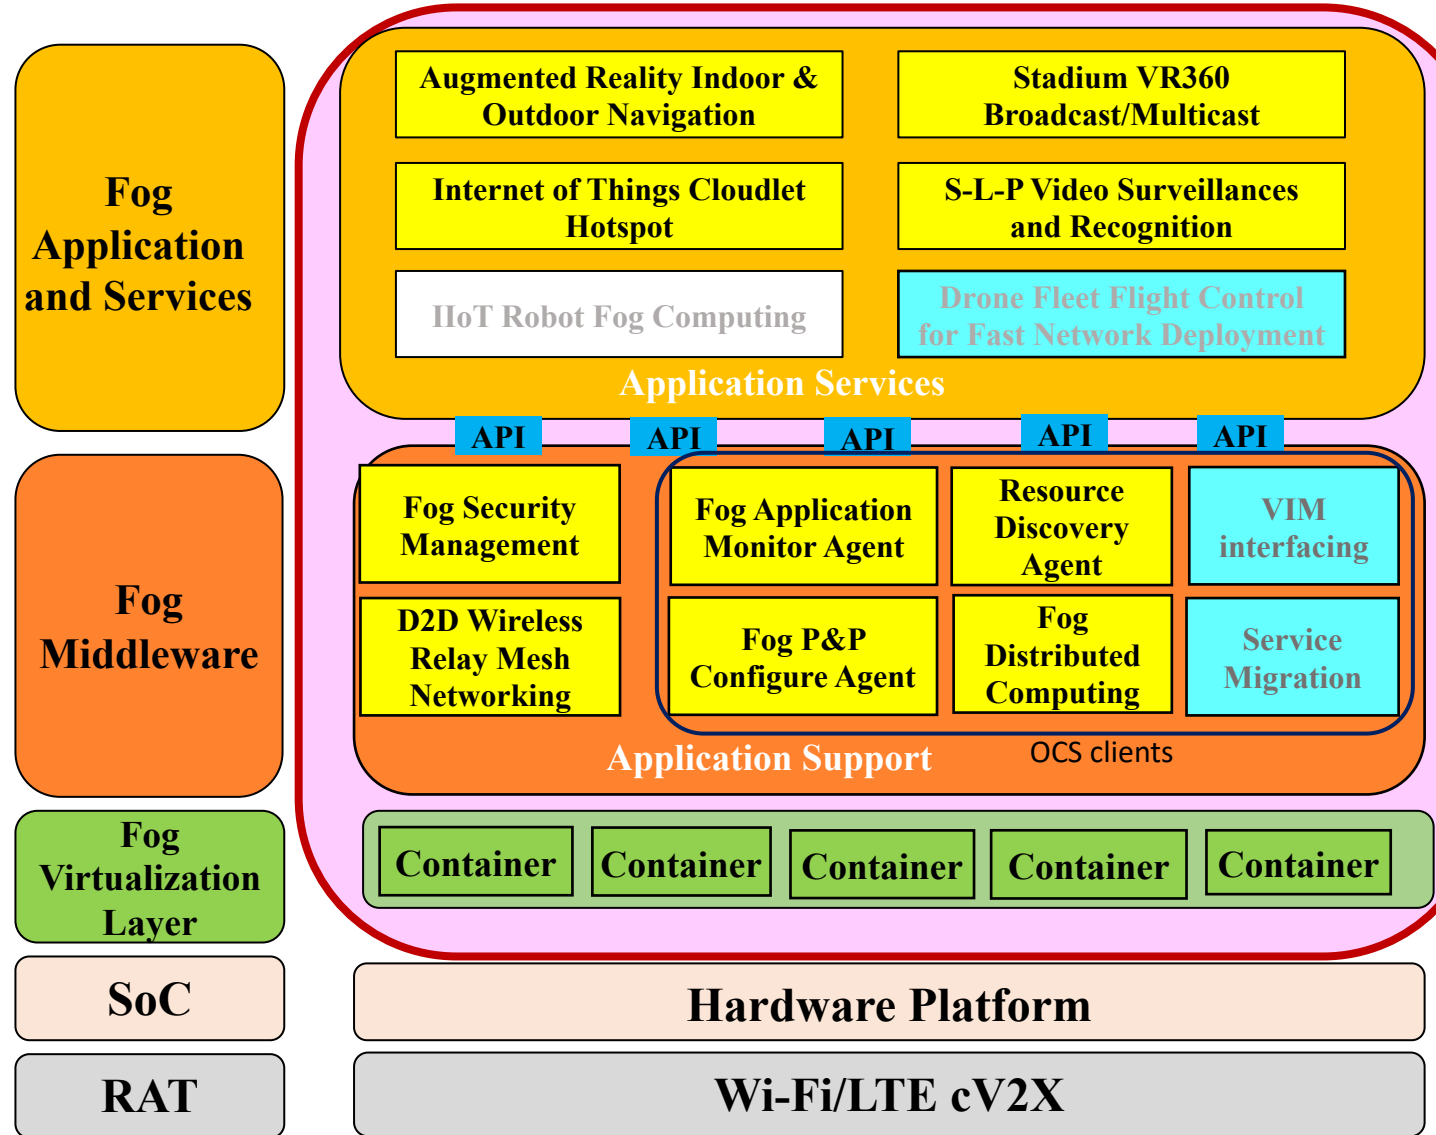 Fog
Application
and Services
Augmented Reality Indoor &
Outdoor Navigation
Stadium VR360
Broadcast/Multicast
Internet of Things Cloudlet
Hotspot
S-L-P Video Surveillances
and Recognition
IIoT Robot Fog Computing
Drone Fleet Flight Control
for Fast Network Deployment
Application Services
API
API
API
API
API
Fog
Middleware
Fog Security
Management
Fog Application
Monitor Agent
Resource
Discovery
Agent
VIM
interfacing
D2D Wireless
Relay Mesh
Networking
Fog P&P
Configure Agent
Fog
Distributed
Computing
Service
Migration
Application Support
OCS clients
Fog
Virtualization
Layer
Container
Container
Container
Container
Container
SoC
Hardware Platform
RAT
Wi-Fi/LTE cV2X